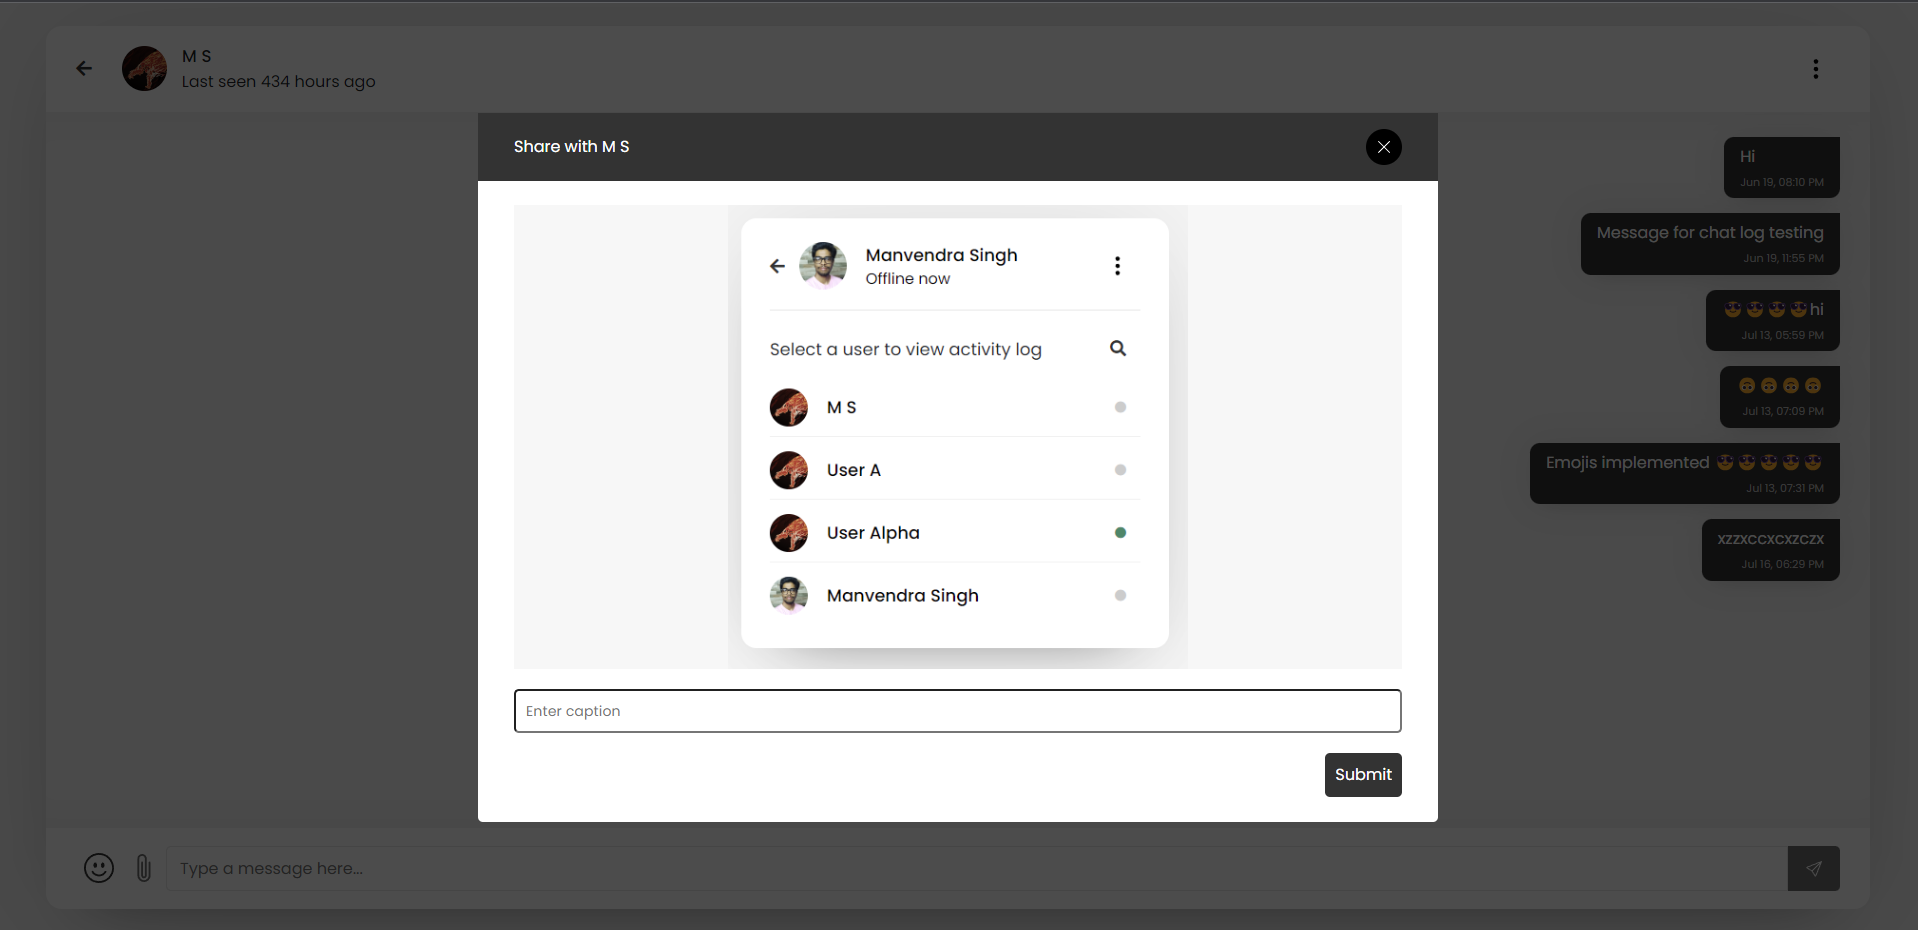 M S
Last seen 434 hours ago
Share with M S
Manvendra Singh
Offline now
Select a user to view activity log
M S
User A
User Alpha
Manvendra Singh
Enter caption
Submit
Hi
Jun 19, 08:10 PM
Message for chat log testing
Jun 19, 11:55 PM
hi
Jul 13, 05:59 PM
Jul 13, 07:09 PM
Emojis implemented
Jul 13, 07:31 PM
xzzxccxcxzczx
Jul 16, 06:29 PM
Type a message here...